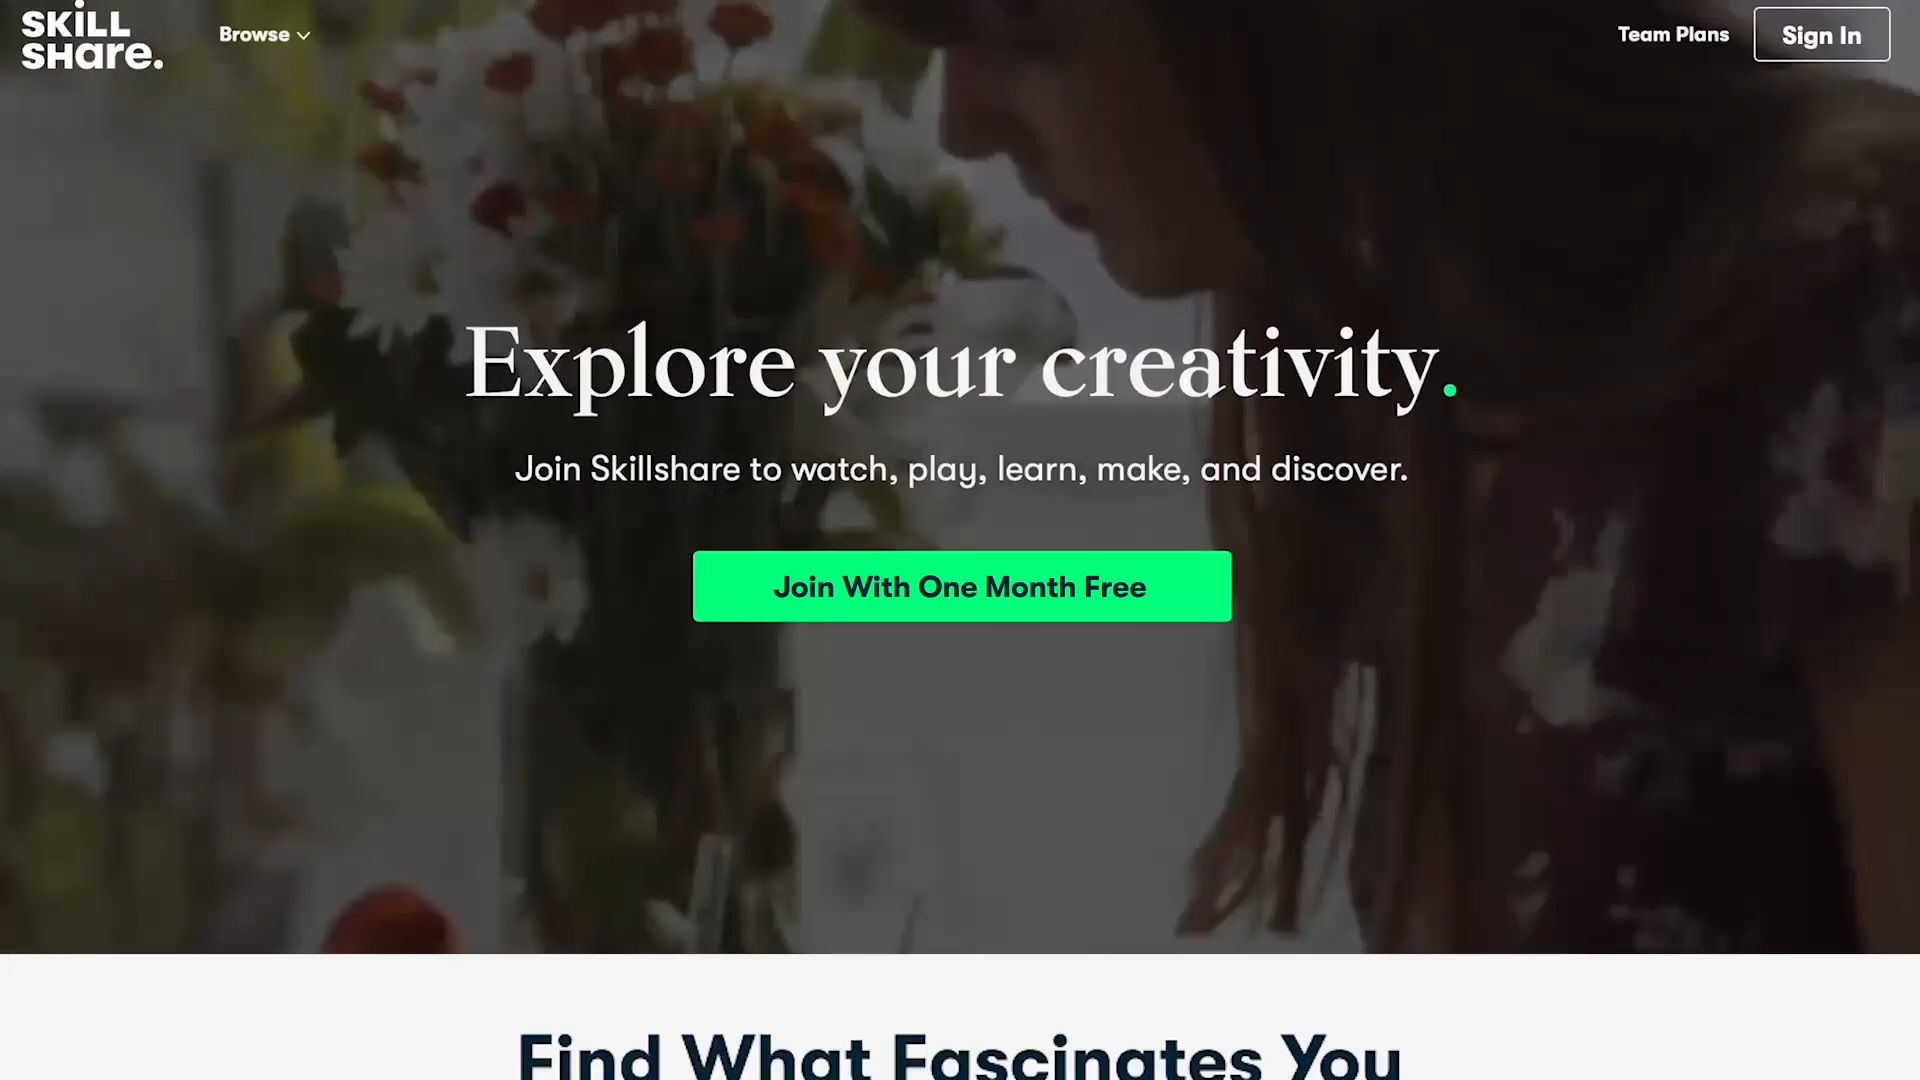 SKILL
SHare.
Browse
Team Plans
Sign In
Explore your creativity.
Join Skillshare to watch, play, learn, make, and discover.
Join With One Month Free
Find What Fascinates You